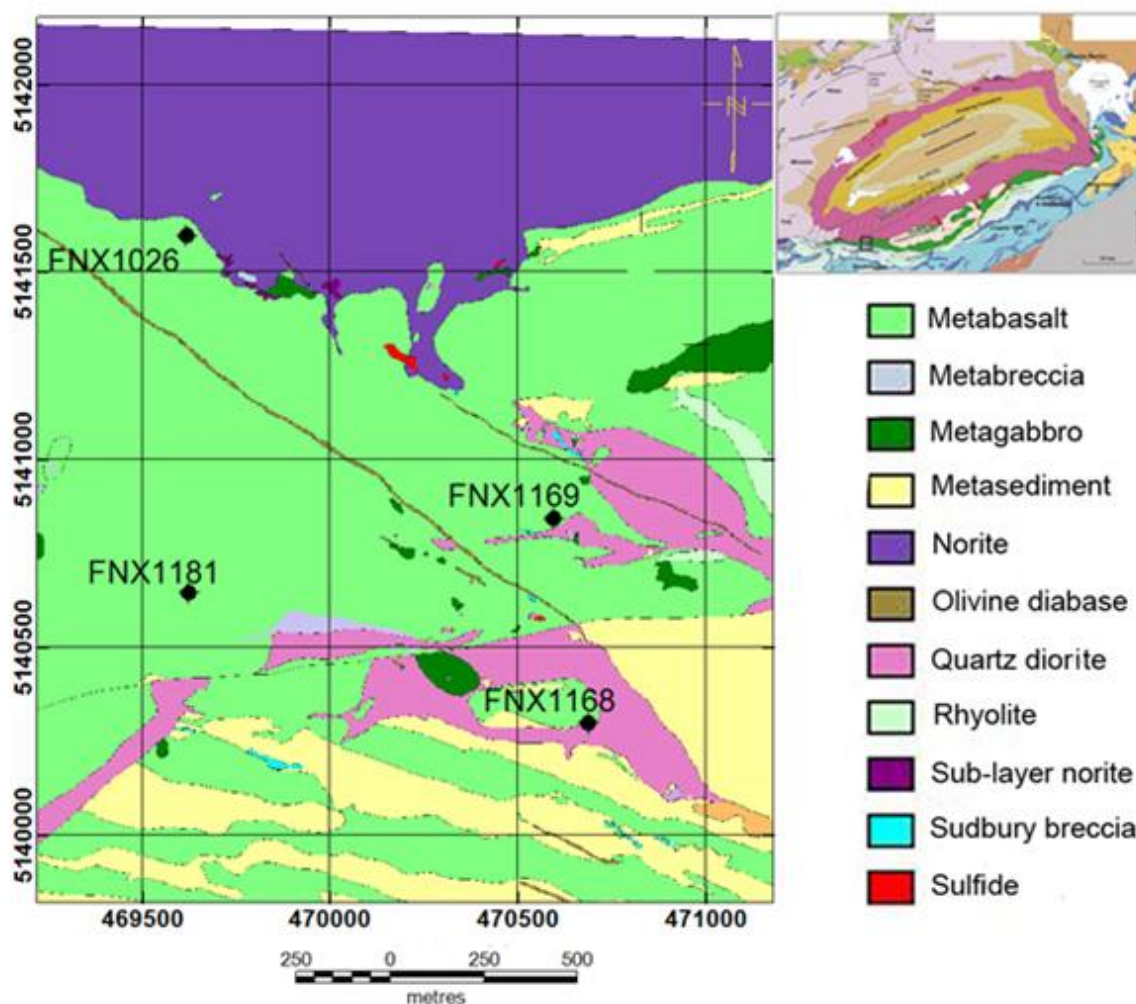 5142000
5141500
5141000
5140500
5140000
N
FNX1026
FNX1169
FNX1181
FNX1168
469500 470000 470500 471000
250 0 250 500
metres
Metabasalt
Metabreccia
Metagabbro
Metasediment
Norite
Olivine diabase
Quartz diorite
Rhyolite
Sub-layer norite
Sudbury breccia
Sulfide